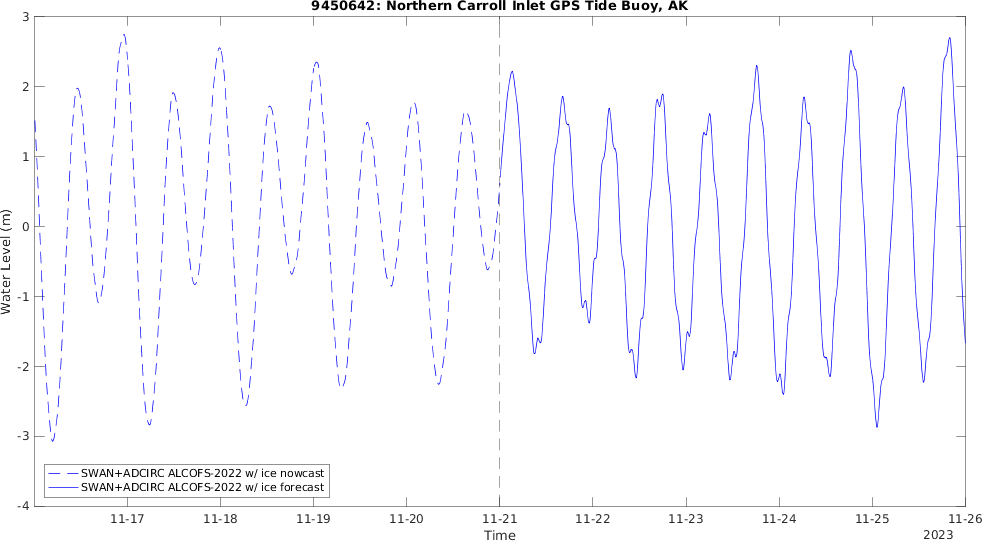 9450642: Northern Carroll Inlet GPS Tide Buoy, AK
3
2
1
0
-1
-2
-3
-4
Water Level (m)
SWAN+ADCIRC ALCOFS-2022 w/ ice nowcast
SWAN+ADCIRC ALCOFS-2022 w/ ice forecast
11-17 11-18 11-19 11-20 11-21 11-22 11-23 11-24 11-25 11-26
Time
2023